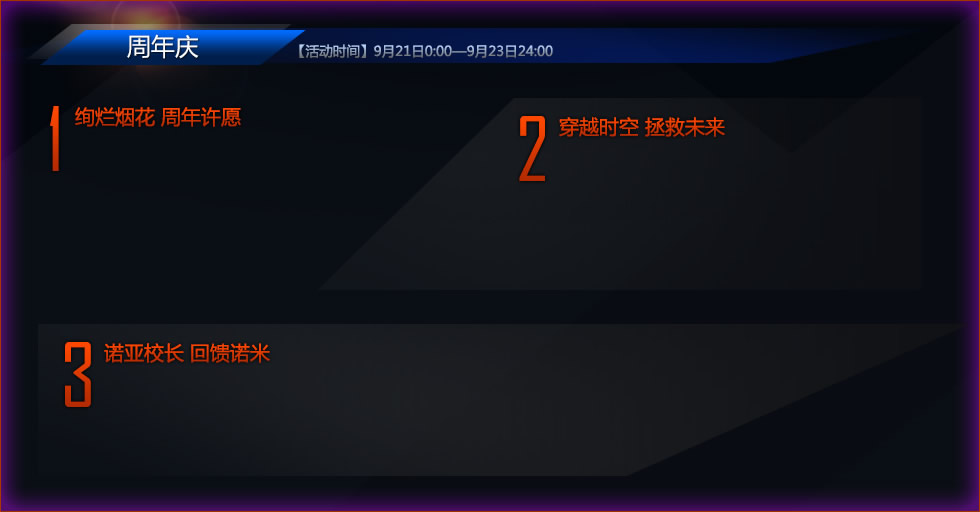 周年庆
【活动时间】9月21日0:00—9月23日24:00
1
绚烂烟花 周年许愿
2
穿越时空 拯救未来
3
诺亚校长 回馈诺米